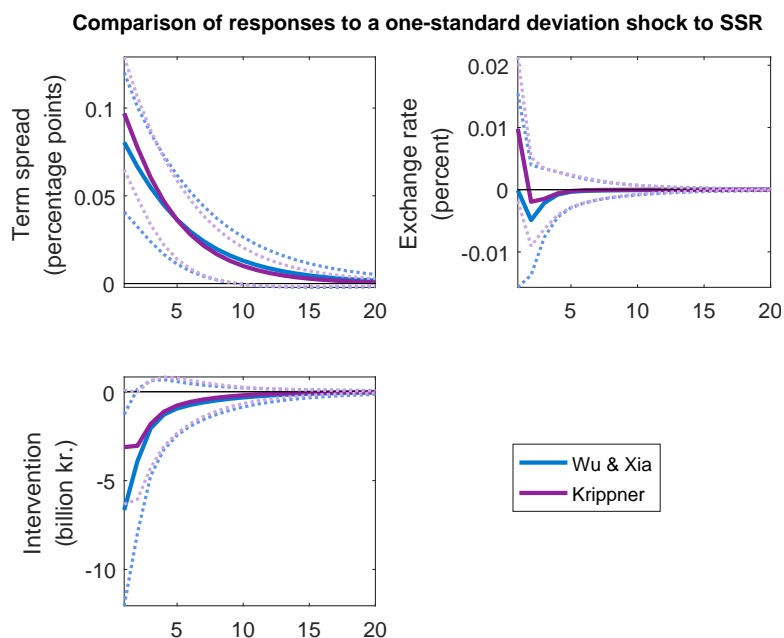 Comparison of responses to a one-standard deviation shock to SSR
Term spread
(percentage points)
0.1
0.05
0
5
10
15
20
Exchange rate
(percent)
0.02
0.01
0
-0.01
5
10
15
20
Intervention
(billion kr.)
0
-5
-10
5
10
15
20
Wu & Xia
Krippner